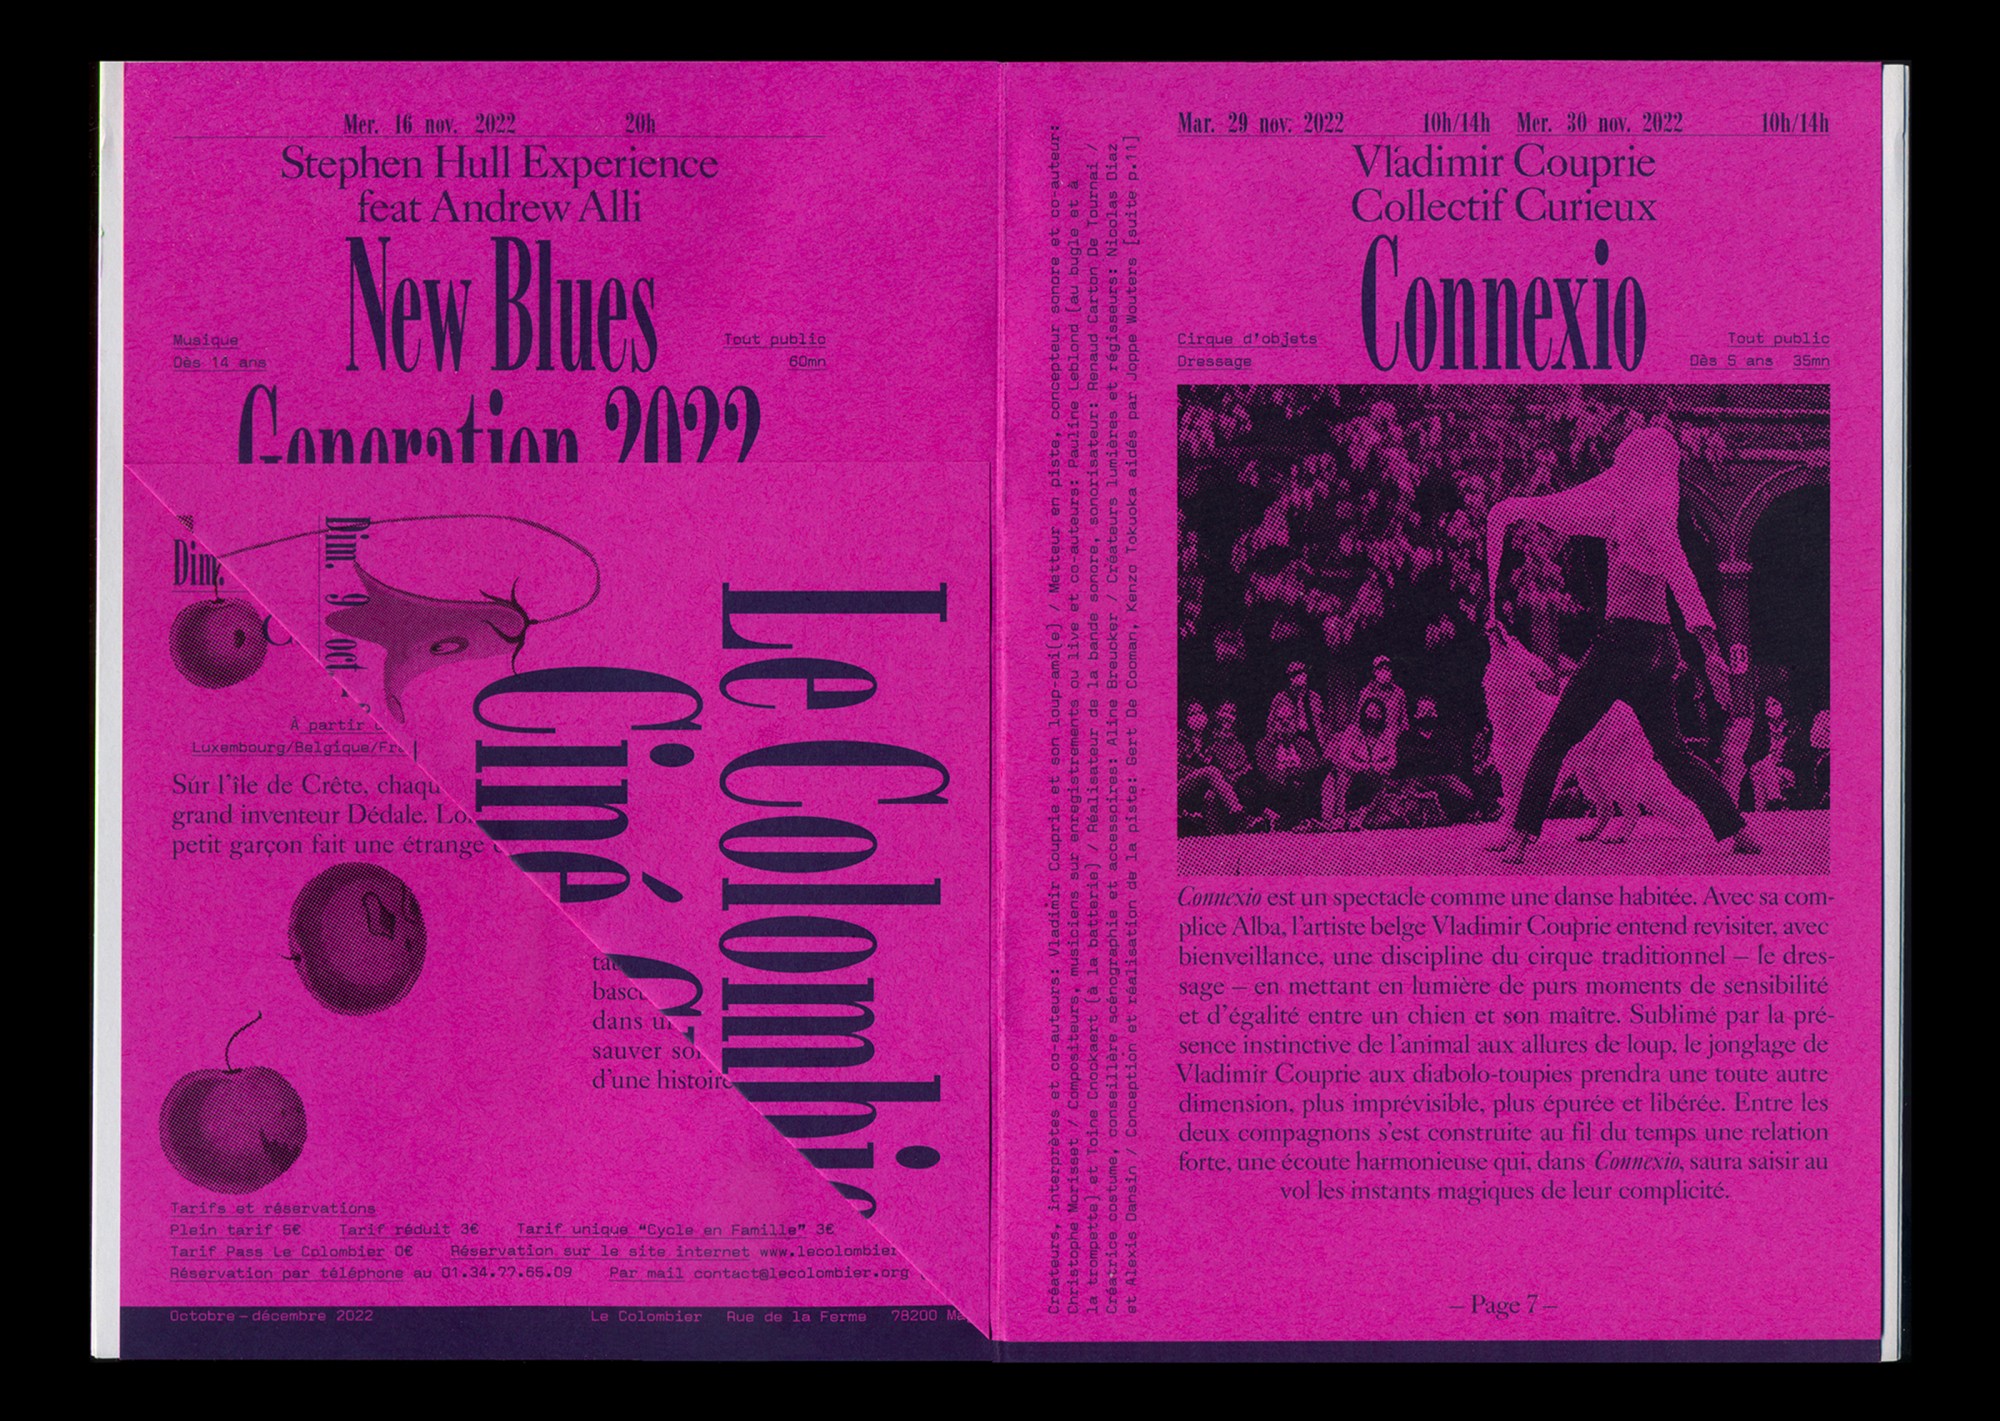 Mer. 16 nov. 2022 20h
Stephen Hull Experience
feat Andrew Alli
New Blues
Musique
Dès 14 ans
Tout public
60mn
Generation 2022
Dim.
Dim. 9 oct.
À partir
Luxembourg/Belgique/Fra
Sur l'île de Crête, chaqu
grand inventeur Dédale. Lo
petit garçon fait une étrange
Le Colombi
Ciné
bascu
dans u
sauver so
d'une histoire
Tarifs et réservations
Plein tarif 5€ Tarif réduit 3€ Tarif unique “Cycle en Famille” 3€
Tarif Pass Le Colombier 0€ Réservation sur le site internet www.lecolombier
Réservation par téléphone au 01.34.77.65.09 Par mail contact@lecolombier.org
Octobre – décembre 2022 Le Colombier Rue de la Ferme 78200 Ma
Créateurs, interprètes et co-auteurs: Vladimir Couprie et son loup-ami(e) / Metteur en piste, concepteur sonore et co-auteur:
Christophe Morisset / Compositeurs, musiciens sur enregistrements ou live et co-auteurs: Pauline Leblond (au bugle et à
la trompette) et Toine Cnockaert (à la batterie) / Réalisateur de la bande sonore, sonorisateur: Renaud Carton De Tournai /
Créatrice costume, conseillère scénographie et accessoires: Aline Breucker / Créateurs lumières et régisseurs: Nicolas Diaz
et Alexis Dansin / Conception et réalisation de la piste: Gert De Cooman, Kenzo Tokuoka aidés par Joppe Wouters [suite p.11]
Mar. 29 nov. 2022 10h/14h Mer. 30 nov. 2022 10h/14h
Vladimir Couprie
Collectif Curieux
Connexio
Cirque d'objets
Dressage
Tout public
Dès 5 ans 35mn
Connexio est un spectacle comme une danse habitée. Avec sa com-
plice Alba, l'artiste belge Vladimir Couprie entend revisiter, avec
bienveillance, une discipline du cirque traditionnel – le dres-
sage – en mettant en lumière de purs moments de sensibilité
et d'égalité entre un chien et son maître. Sublimé par la pré-
sence instinctive de l'animal aux allures de loup, le jonglage de
Vladimir Couprie aux diabolo-toupies prendra une toute autre
dimension, plus imprévisible, plus épurée et libérée. Entre les
deux compagnons s'est construite au fil du temps une relation
forte, une écoute harmonieuse qui, dans Connexio, saura saisir au
vol les instants magiques de leur complicité.
– Page 7 –